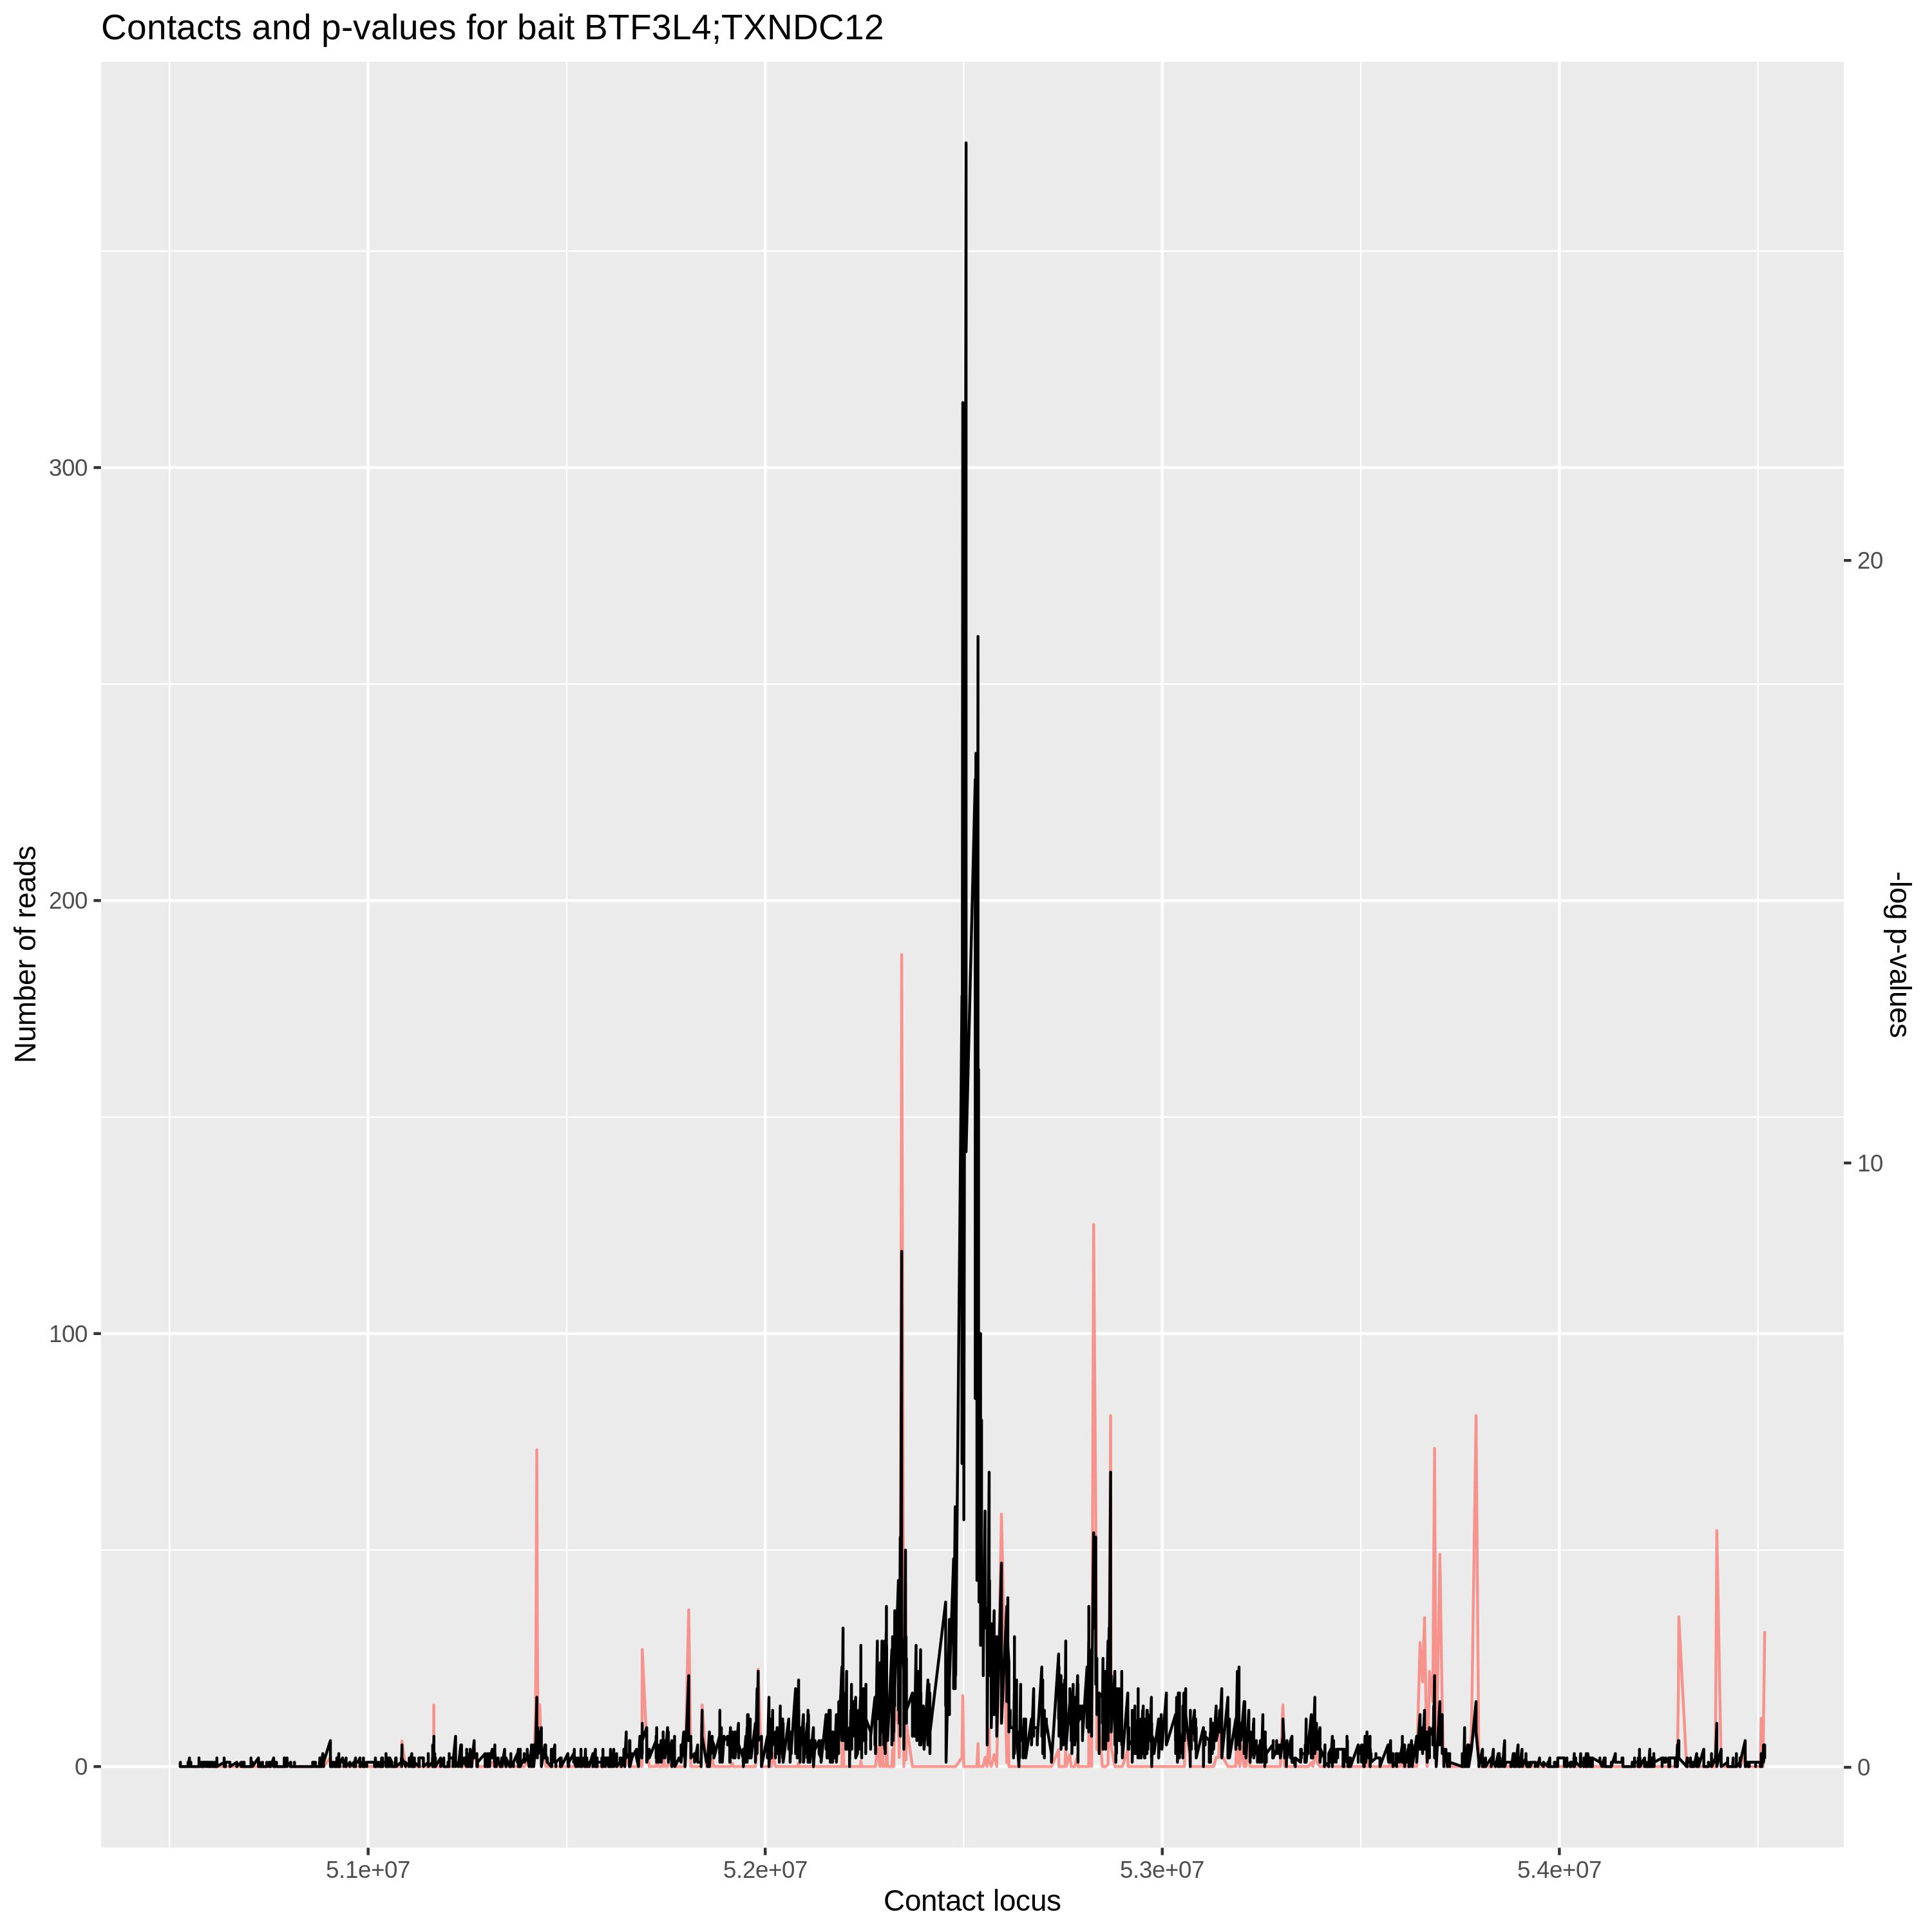 Contacts and p-values for bait BTF3L4;TXNDC12
Number of reads
300
200
100
0
20
10
0
-log p-values
5.1e+07 5.2e+07 5.3e+07 5.4e+07
Contact locus